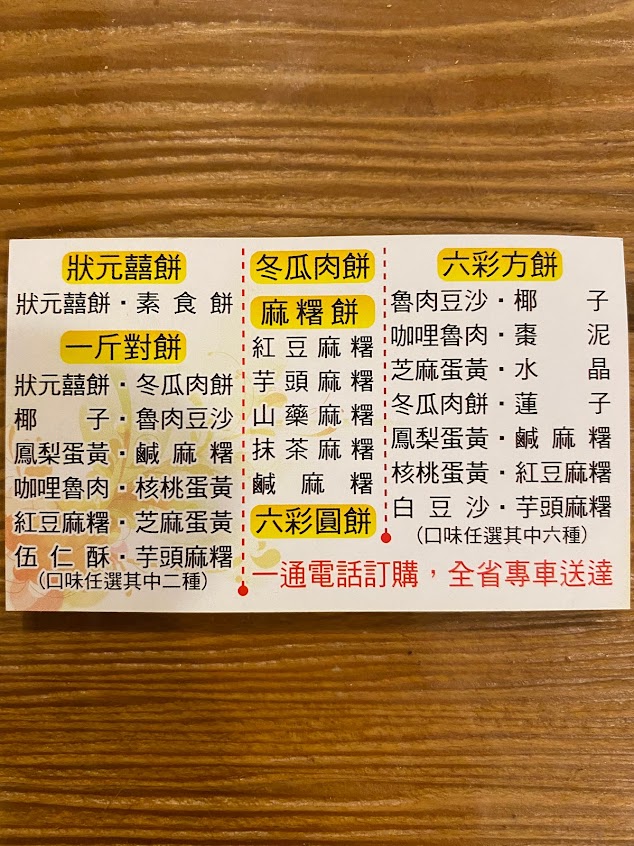 狀元囍餅
狀元囍餅・素食餅
一斤對餅
狀元囍餅・冬瓜肉餅
椰子・魯肉豆沙
鳳梨蛋黃・鹹麻糬
咖哩魯肉・核桃蛋黃
紅豆麻糬・芝麻蛋黃
伍仁酥・芋頭麻糬
(口味任選其中二種)
冬瓜肉餅
麻糬餅
紅豆麻糬
芋頭麻糬
山藥麻糬
抹茶麻糬
鹹麻糬
六彩圓餅
六彩方餅
魯肉豆沙・椰子
咖哩魯肉・棗泥
芝麻蛋黃・水晶
冬瓜肉餅・蓮子
鳳梨蛋黃・鹹麻糬
核桃蛋黃・紅豆麻糬
白豆沙・芋頭麻糬
(口味任選其中六種)
一通電話訂購，全省專車送達